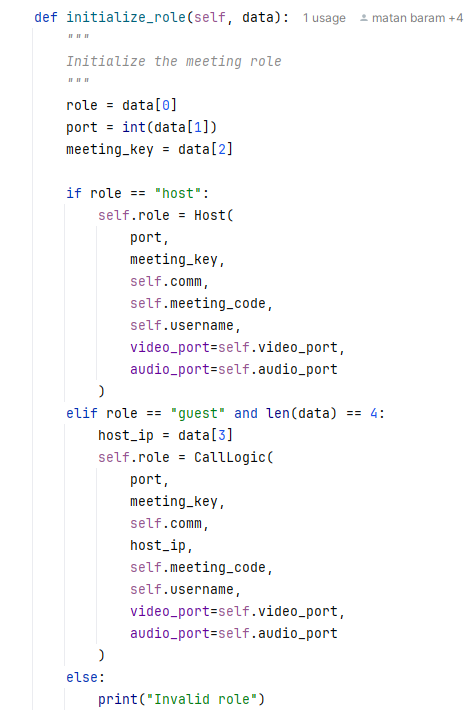 def initialize_role(self, data): 1 usage matan baram +4
"""
Initialize the meeting role
"""
role = data[0]
port = int(data[1])
meeting_key = data[2]
if role == "host":
self.role = Host(
port,
meeting_key,
self.comm,
self.meeting_code,
self.username,
video_port=self.video_port,
audio_port=self.audio_port
)
elif role == "guest" and len(data) == 4:
host_ip = data[3]
self.role = CallLogic(
port,
meeting_key,
self.comm,
host_ip,
self.meeting_code,
self.username,
video_port=self.video_port,
audio_port=self.audio_port
)
else:
print("Invalid role")